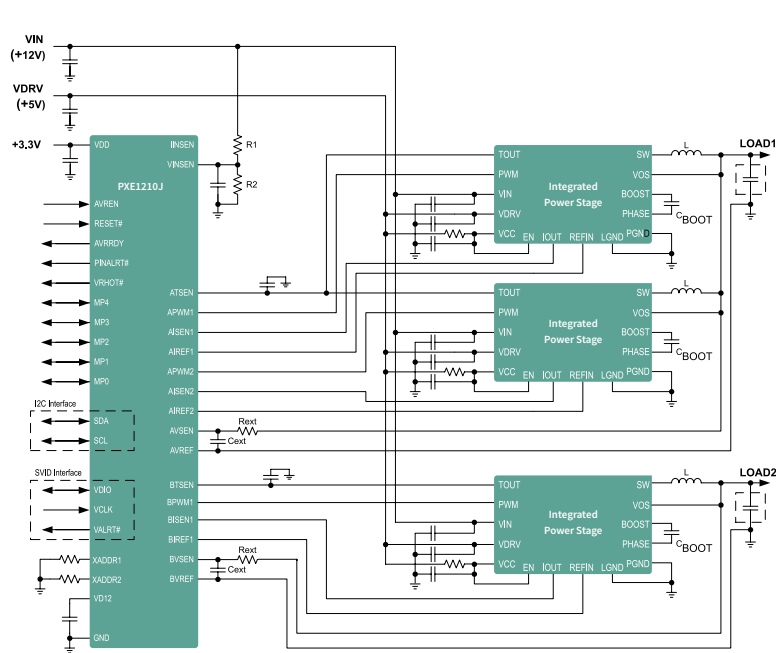 VIN
(+12V)
VDRV
(+5V)
+3.3V
R1
R2
PXE1210J
VDD
AVREN
RESET#
AVRRDY
PINALRT#
VRHOT#
MP4
MP3
MP2
MP1
MP0
I2C Interface
SDA
SCL
SVID Interface
VDIO
VCLK
VALRT#
XADDR1
XADDR2
VD12
GND
IINSEN
VINSEN
ATSEN
APWM1
AISEN1
AIREF1
APWM2
AISEN2
AIREF2
AVSEN
AVREF
BTSEN
BPWM1
BISEN1
BIREF1
BVSEN
BVREF
Rext
Cext
Rext
Cext
TOUT
PWM
VIN
VDRV
VCC
EN IOUT REFIN LGND PGND
Integrated
Power Stage
SW
VOS
BOOST
PHASE
L
CBOOT
LOAD1
TOUT
PWM
VIN
VDRV
VCC
EN IOUT REFIN LGND PGND
Integrated
Power Stage
SW
VOS
BOOST
PHASE
L
CBOOT
TOUT
PWM
VIN
VDRV
VCC
EN IOUT REFIN LGND PGND
Integrated
Power Stage
SW
VOS
BOOST
PHASE
L
CBOOT
LOAD2